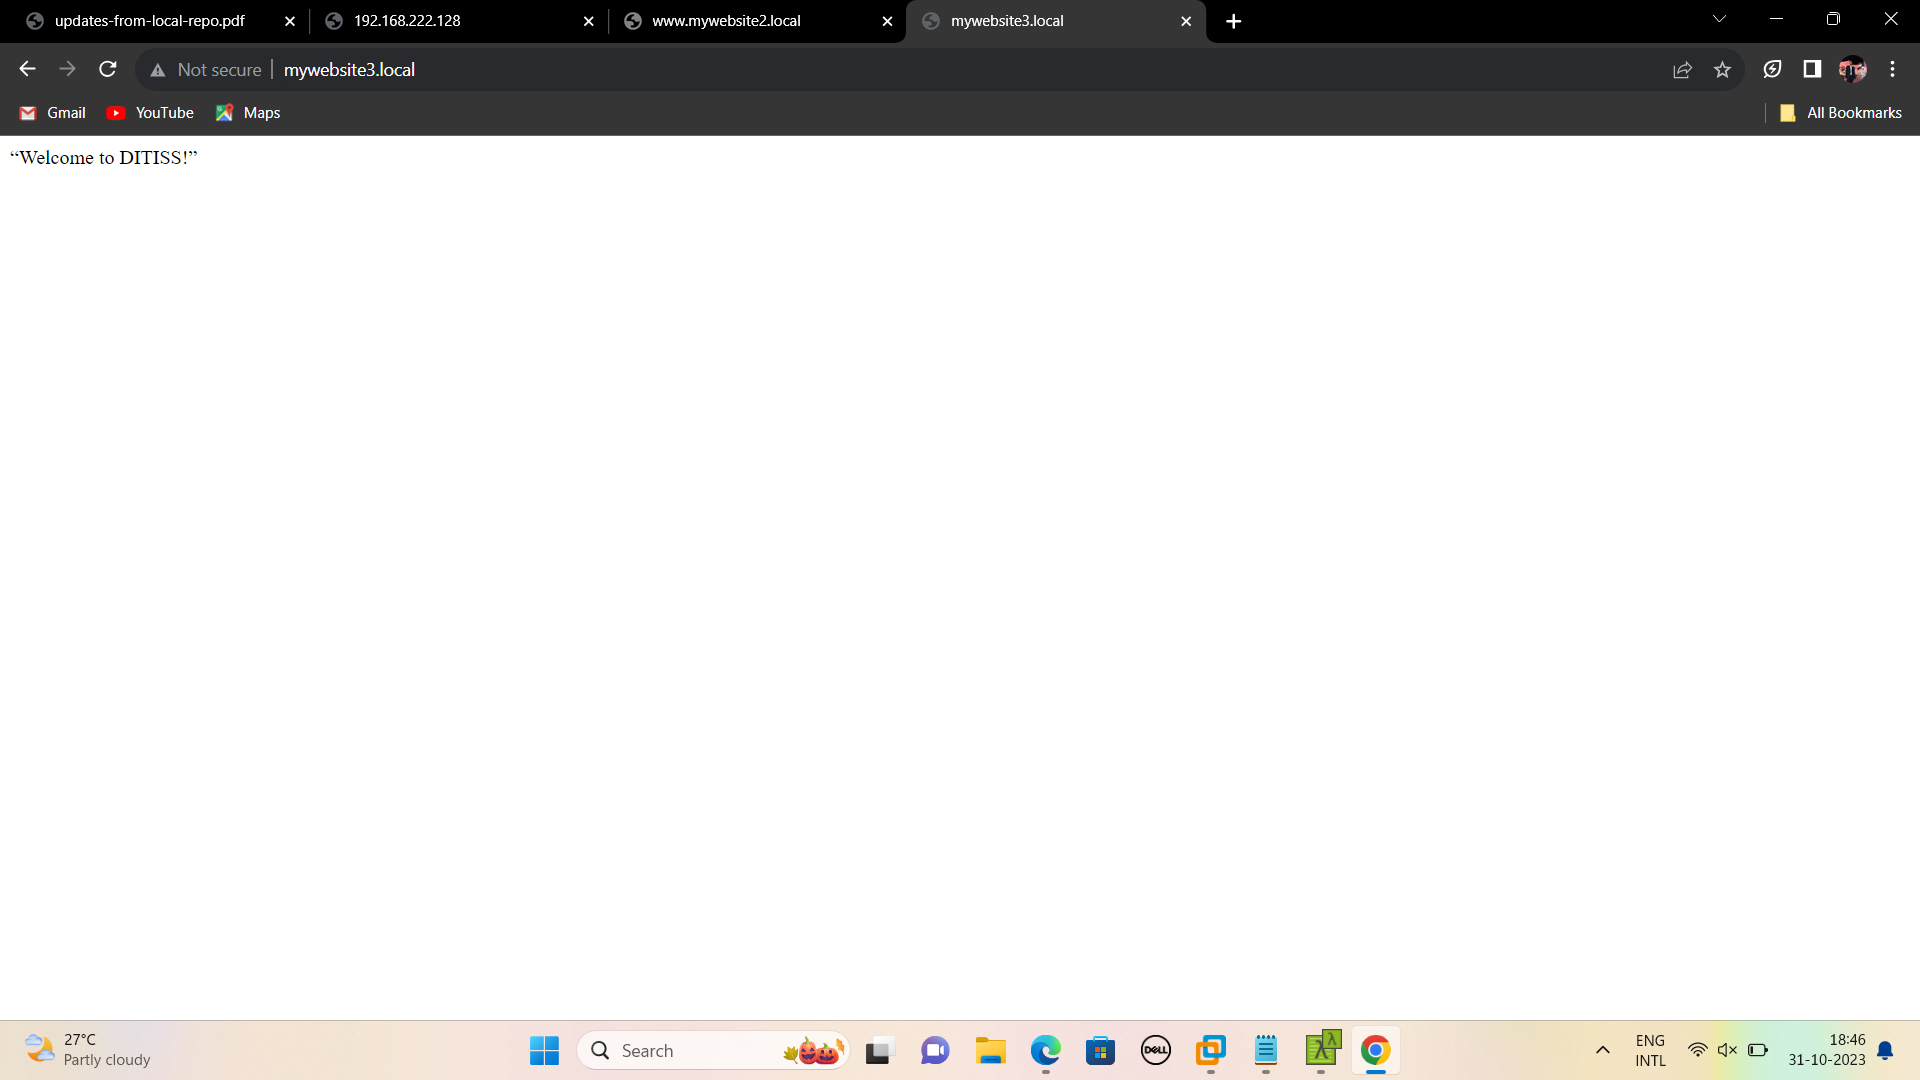 updates-from-local-repo.pdf
192.168.222.128
www.mywebsite2.local
mywebsite3.local
Not secure
mywebsite3.local
Gmail
YouTube
Maps
All Bookmarks
“Welcome to DITISS!”
27°C
Partly cloudy
Search
DELL
ENG
INTL
18:46
31-10-2023